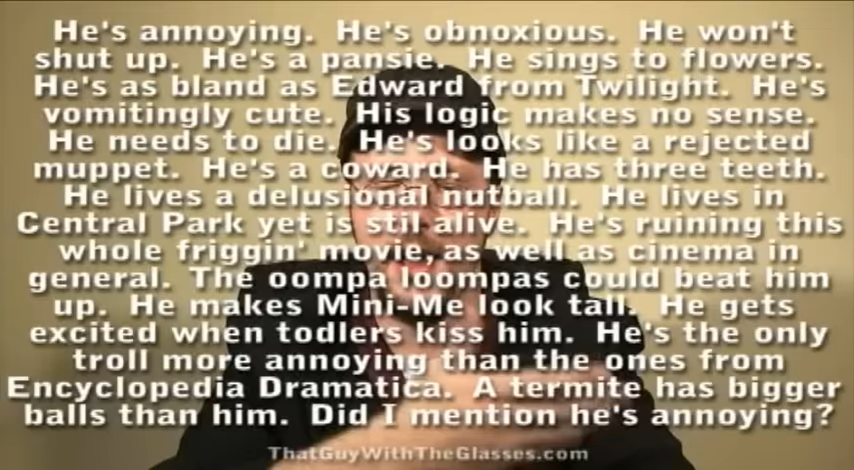 He's annoying. He's obnoxious. He won't
shut up. He's a pansie. He sings to flowers.
He's as bland as Edward from Twilight. He's
vomitingly cute. His logic makes no sense.
He needs to die. He's looks like a rejected
muppet. He's a coward. He has three teeth.
He lives a delusional nutball. He lives in
Central Park yet is stil alive. He's ruining this
whole friggin' movie, as well as cinema in
general. The oompa loompas could beat him
up. He makes Mini-Me look tall. He gets
excited when todlers kiss him. He's the only
troll more annoying than the ones from
Encyclopedia Dramatica. A termite has bigger
balls than him. Did I mention he's annoying?
ThatGuyWithTheGlasses.com